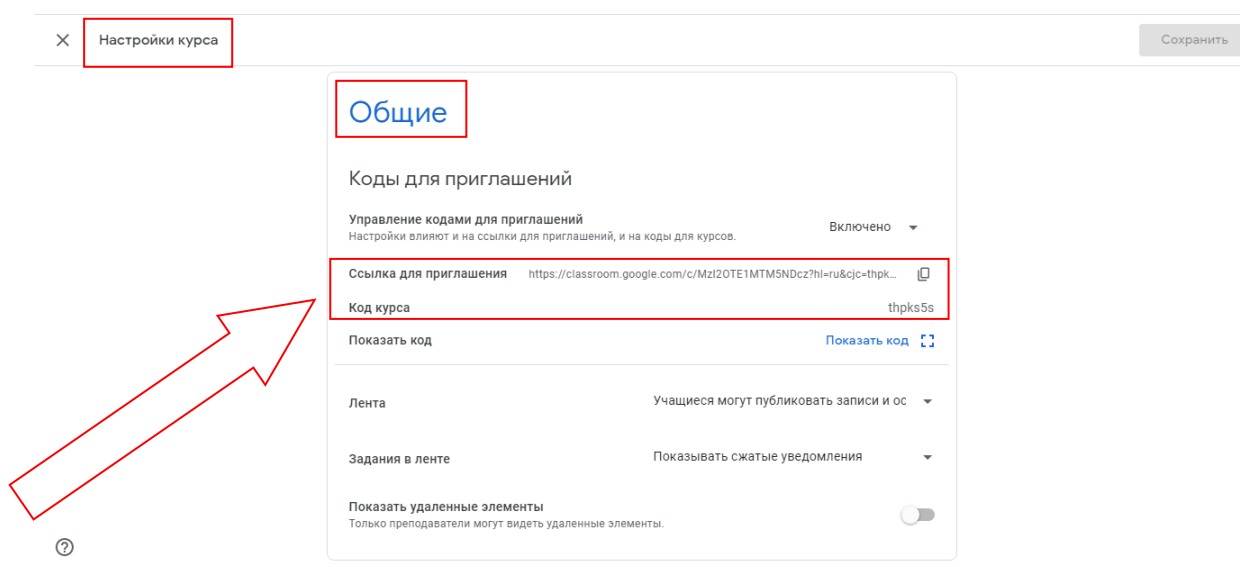 Настройки курса
Сохранить
Общие
Коды для приглашений
Управление кодами для приглашений
Включено
Настройки влияют и на ссылки для приглашений, и на коды для курсов.
Ссылка для приглашения https://classroom.google.com/c/MzI2OTE1MTM5NDcz?hl=ru&cjc=thpk...
Код курса thpks5s
Показать код Показать код
Лента Учащиеся могут публиковать записи и ос
Задания в ленте Показывать сжатые уведомления
Показать удаленные элементы
Только преподаватели могут видеть удаленные элементы.